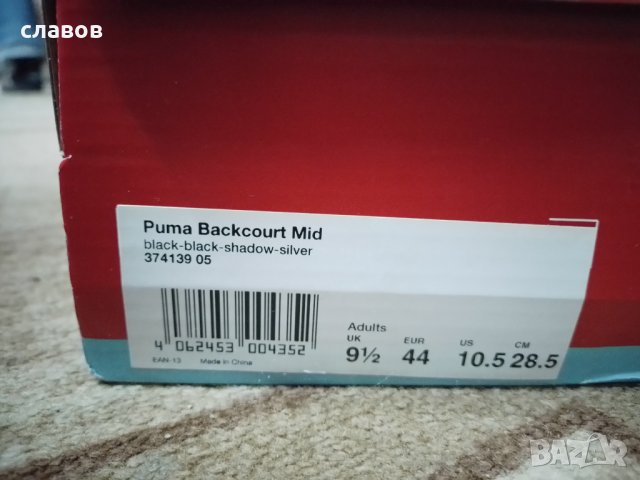 славов
Puma Backcourt Mid
black-black-shadow-silver
374139 05
4 062453 004352
EAN-13 Made in China
Adults
UK EUR US CM
9½ 44 10.5 28.5
BAZAR